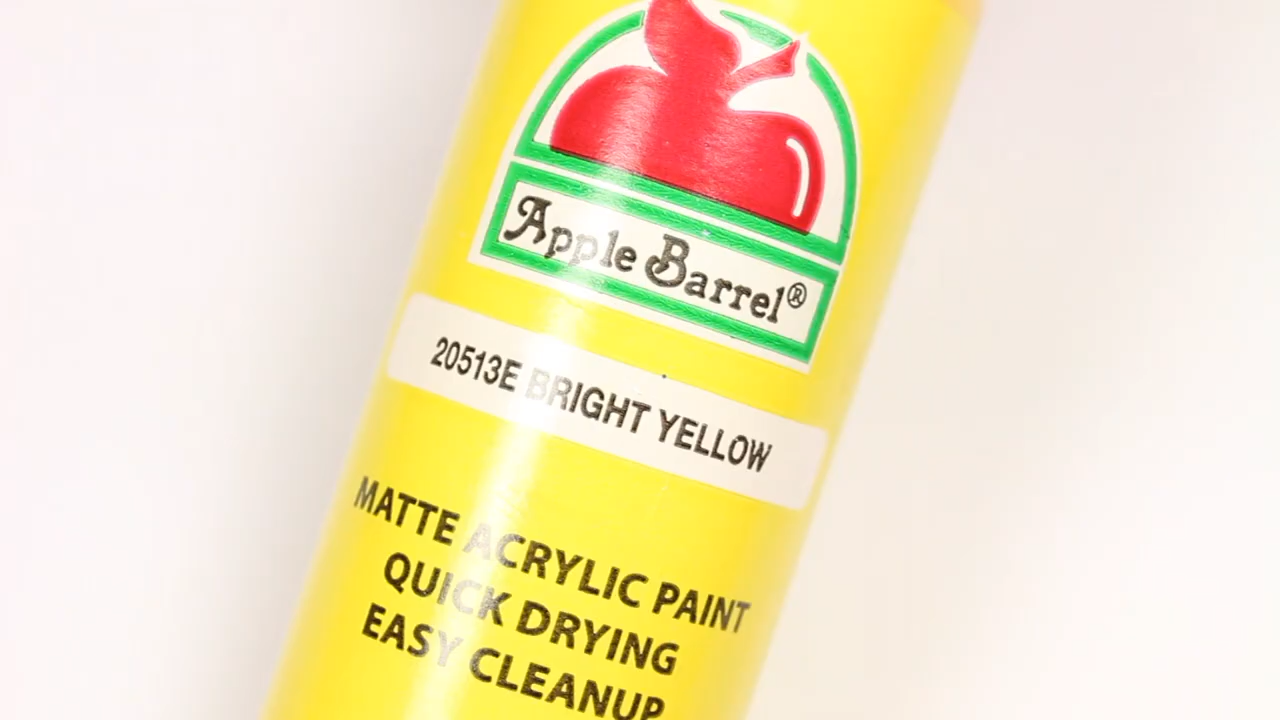 Apple Barrel®
20513E BRIGHT YELLOW
MATTE ACRYLIC PAINT
QUICK DRYING
EASY CLEANUP